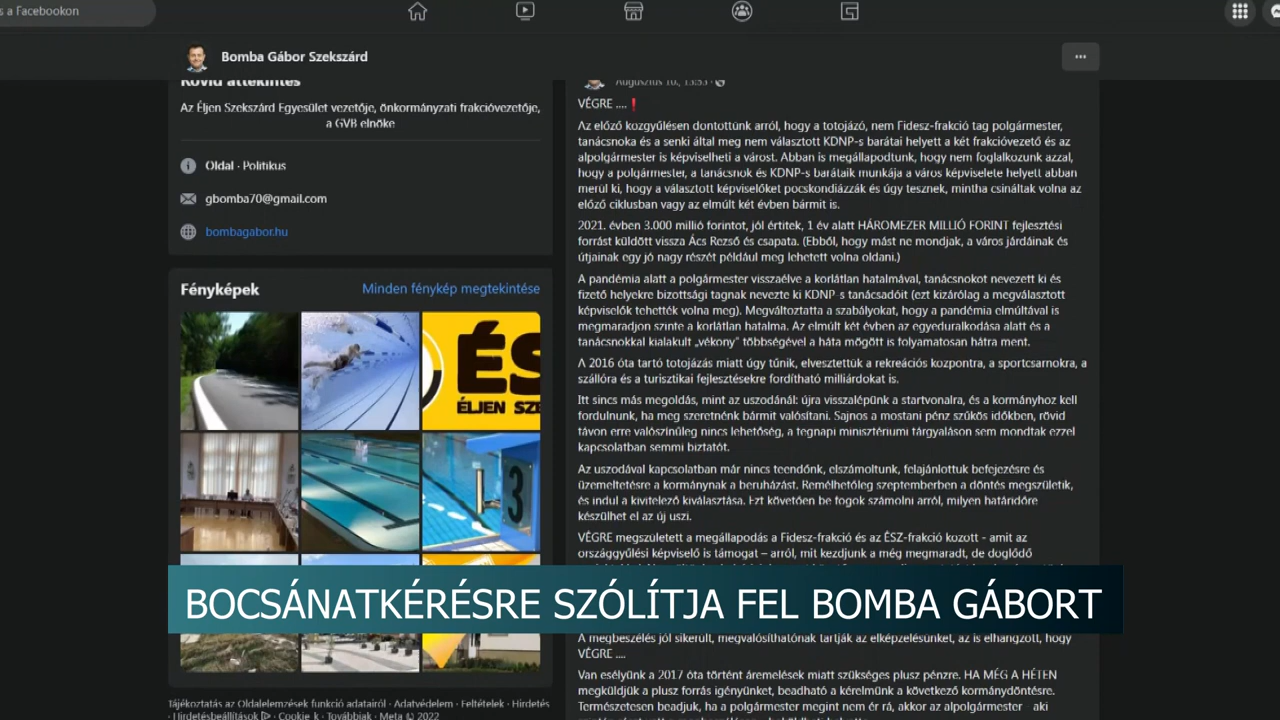 s a Facebookon
Bomba Gábor Szekszárd
Rövid áttekintés
Az Éljen Szekszárd Egyesület vezetője, önkormányzati frakcióvezetője,
a GVB elnöke
Oldal · Politikus
gbomba70@gmail.com
bombagabor.hu
Fényképek
Minden fénykép megtekintése
ÉS
ÉLJEN SZE
3
Tájékoztatás az Oldalelemzések funkció adatairól · Adatvédelem · Feltételek · Hirdetés
· Hirdetésbeállítások · Cookie-k · Továbbiak · Meta © 2022
Augusztus 10., 13:53 ·
VÉGRE ....❗
Az előző közgyűlésen döntöttünk arról, hogy a totojázó, nem Fidesz-frakció tag polgármester,
tanácsnoka és a senki által meg nem választott KDNP-s barátai helyett a két frakcióvezető és az
alpolgármester is képviselheti a várost. Abban is megállapodtunk, hogy nem foglalkozunk azzal,
hogy a polgármester, a tanácsnok és KDNP-s barátaik munkája a város képviselete helyett abban
merül ki, hogy a választott képviselőket pocskondiázzák és úgy tesznek, mintha csináltak volna az
előző ciklusban vagy az elmúlt két évben bármit is.
2021. évben 3.000 millió forintot, jól értitek, 1 év alatt HÁROMEZER MILLIÓ FORINT fejlesztési
forrást küldött vissza Ács Rezső és csapata. (Ebből, hogy mást ne mondjak, a város járdáinak és
útjainak egy jó nagy részét például meg lehetett volna oldani.)
A pandémia alatt a polgármester visszaélve a korlátlan hatalmával, tanácsnokot nevezett ki és
fizető helyekre bizottsági tagnak nevezte ki KDNP-s tanácsadóit (ezt kizárólag a megválasztott
képviselők tehették volna meg). Megváltoztatta a szabályokat, hogy a pandémia elmúltával is
megmaradjon szinte a korlátlan hatalma. Az elmúlt két évben az egyeduralkodása alatt és a
tanácsnokkal kialakult „vékony” többségével a háta mögött is folyamatosan hátra ment.
A 2016 óta tartó totojázás miatt úgy tűnik, elvesztettük a rekreációs központra, a sportcsarnokra, a
szállóra és a turisztikai fejlesztésekre fordítható milliárdokat is.
Itt sincs más megoldás, mint az uszodánál: újra visszalépünk a startvonalra, és a kormányhoz kell
fordulnunk, ha meg szeretnénk bármit valósítani. Sajnos a mostani pénz szűkös időkben, rövid
távon erre valószínűleg nincs lehetőség, a tegnapi minisztériumi tárgyaláson sem mondtak ezzel
kapcsolatban semmi biztatót.
Az uszodával kapcsolatban már nincs teendőnk, elszámoltunk, felajánlottuk befejezésre és
üzemeltetésre a kormánynak a beruházást. Remélhetőleg szeptemberben a döntés megszületik,
és indul a kivitelező kiválasztása. Ezt követően be fogok számolni arról, milyen határidőre
készülhet el az új uszi.
VÉGRE megszületett a megállapodás a Fidesz-frakció és az ÉSZ-frakció között - amit az
országgyűlési képviselő is támogat – arról, mit kezdjünk a még megmaradt, de döglődő
BOCSÁNATKÉRÉSRE SZÓLÍTJA FEL BOMBA GÁBORT
A megbeszélés jól sikerült, megvalósíthatónak tartják az elképzelésünket, az is elhangzott, hogy
VÉGRE ....
Van esélyünk a 2017 óta történt áremelések miatt szükséges plusz pénzre. HA MÉG A HÉTEN
megküldjük a plusz forrás igényünket, beadható a kérelmünk a következő kormánydöntésre.
Természetesen beadjuk, ha a polgármester megint nem ér rá, akkor az alpolgármester - aki